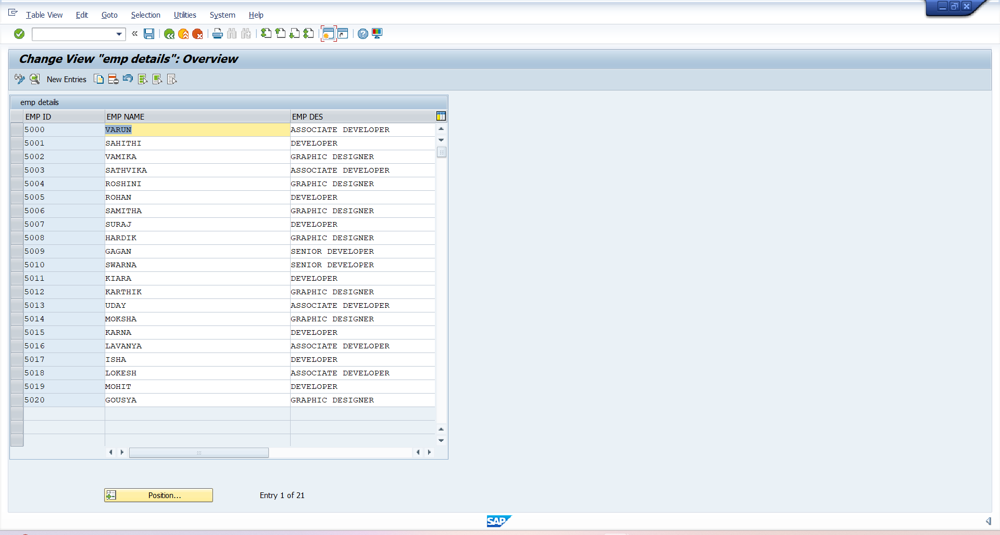 Table View Edit Goto Selection Utilities System Help
Change View "emp details": Overview
New Entries
emp details
EMP ID EMP NAME EMP DES
5000 VARUN ASSOCIATE DEVELOPER
5001 SAHITHI DEVELOPER
5002 VAMIKA GRAPHIC DESIGNER
5003 SATHVIKA ASSOCIATE DEVELOPER
5004 ROSHINI GRAPHIC DESIGNER
5005 ROHAN DEVELOPER
5006 SAMITHA GRAPHIC DESIGNER
5007 SURAJ DEVELOPER
5008 HARDIK GRAPHIC DESIGNER
5009 GAGAN SENIOR DEVELOPER
5010 SWARNA SENIOR DEVELOPER
5011 KIARA DEVELOPER
5012 KARTHIK GRAPHIC DESIGNER
5013 UDAY ASSOCIATE DEVELOPER
5014 MOKSHA GRAPHIC DESIGNER
5015 KARNA DEVELOPER
5016 LAVANYA ASSOCIATE DEVELOPER
5017 ISHA DEVELOPER
5018 LOKESH ASSOCIATE DEVELOPER
5019 MOHIT DEVELOPER
5020 GOUSYA GRAPHIC DESIGNER
Position... Entry 1 of 21
SAP